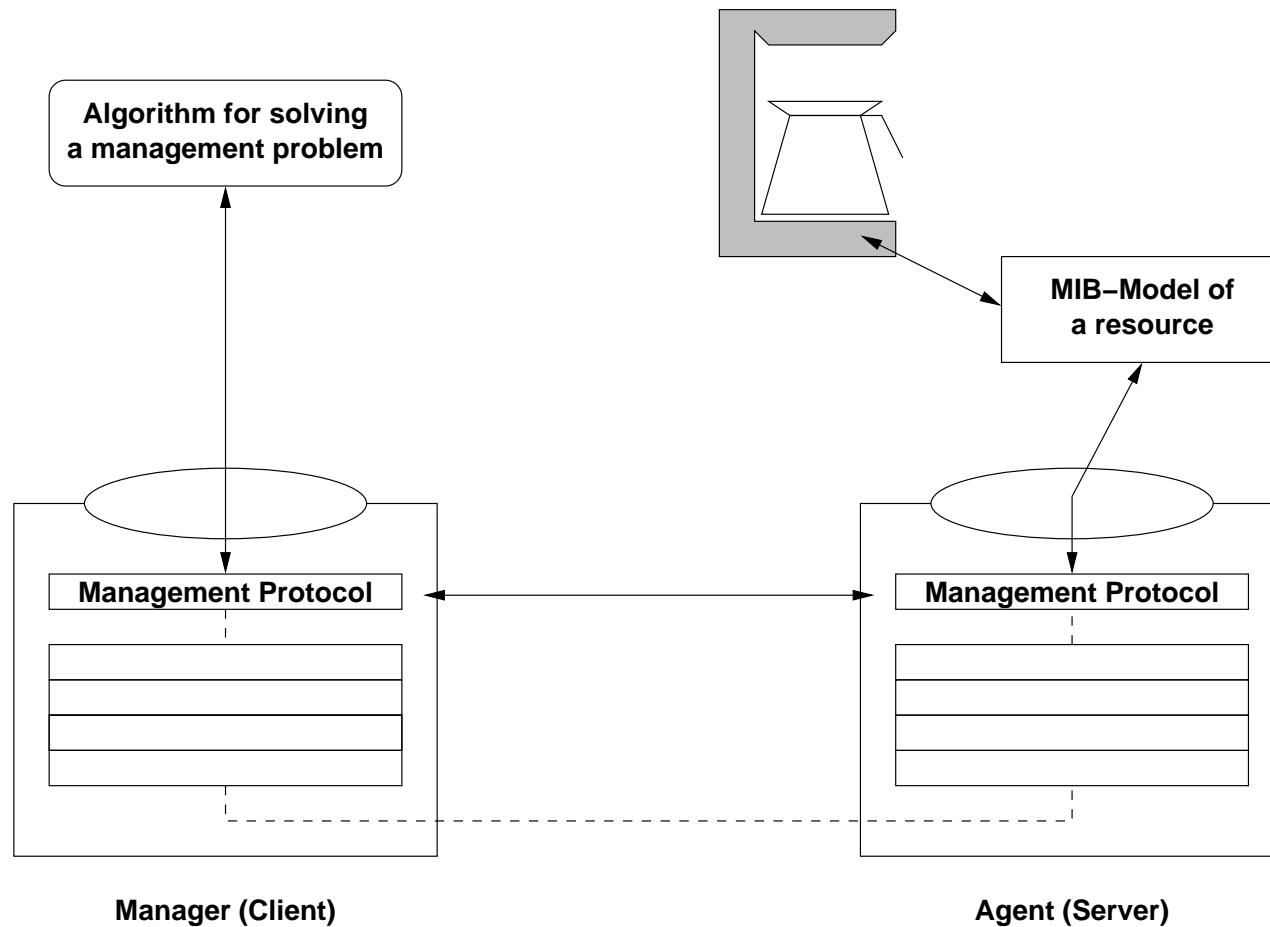 Algorithm for solving
a management problem
MIB−Model of
a resource
Management Protocol
Management Protocol
Manager (Client)
Agent (Server)